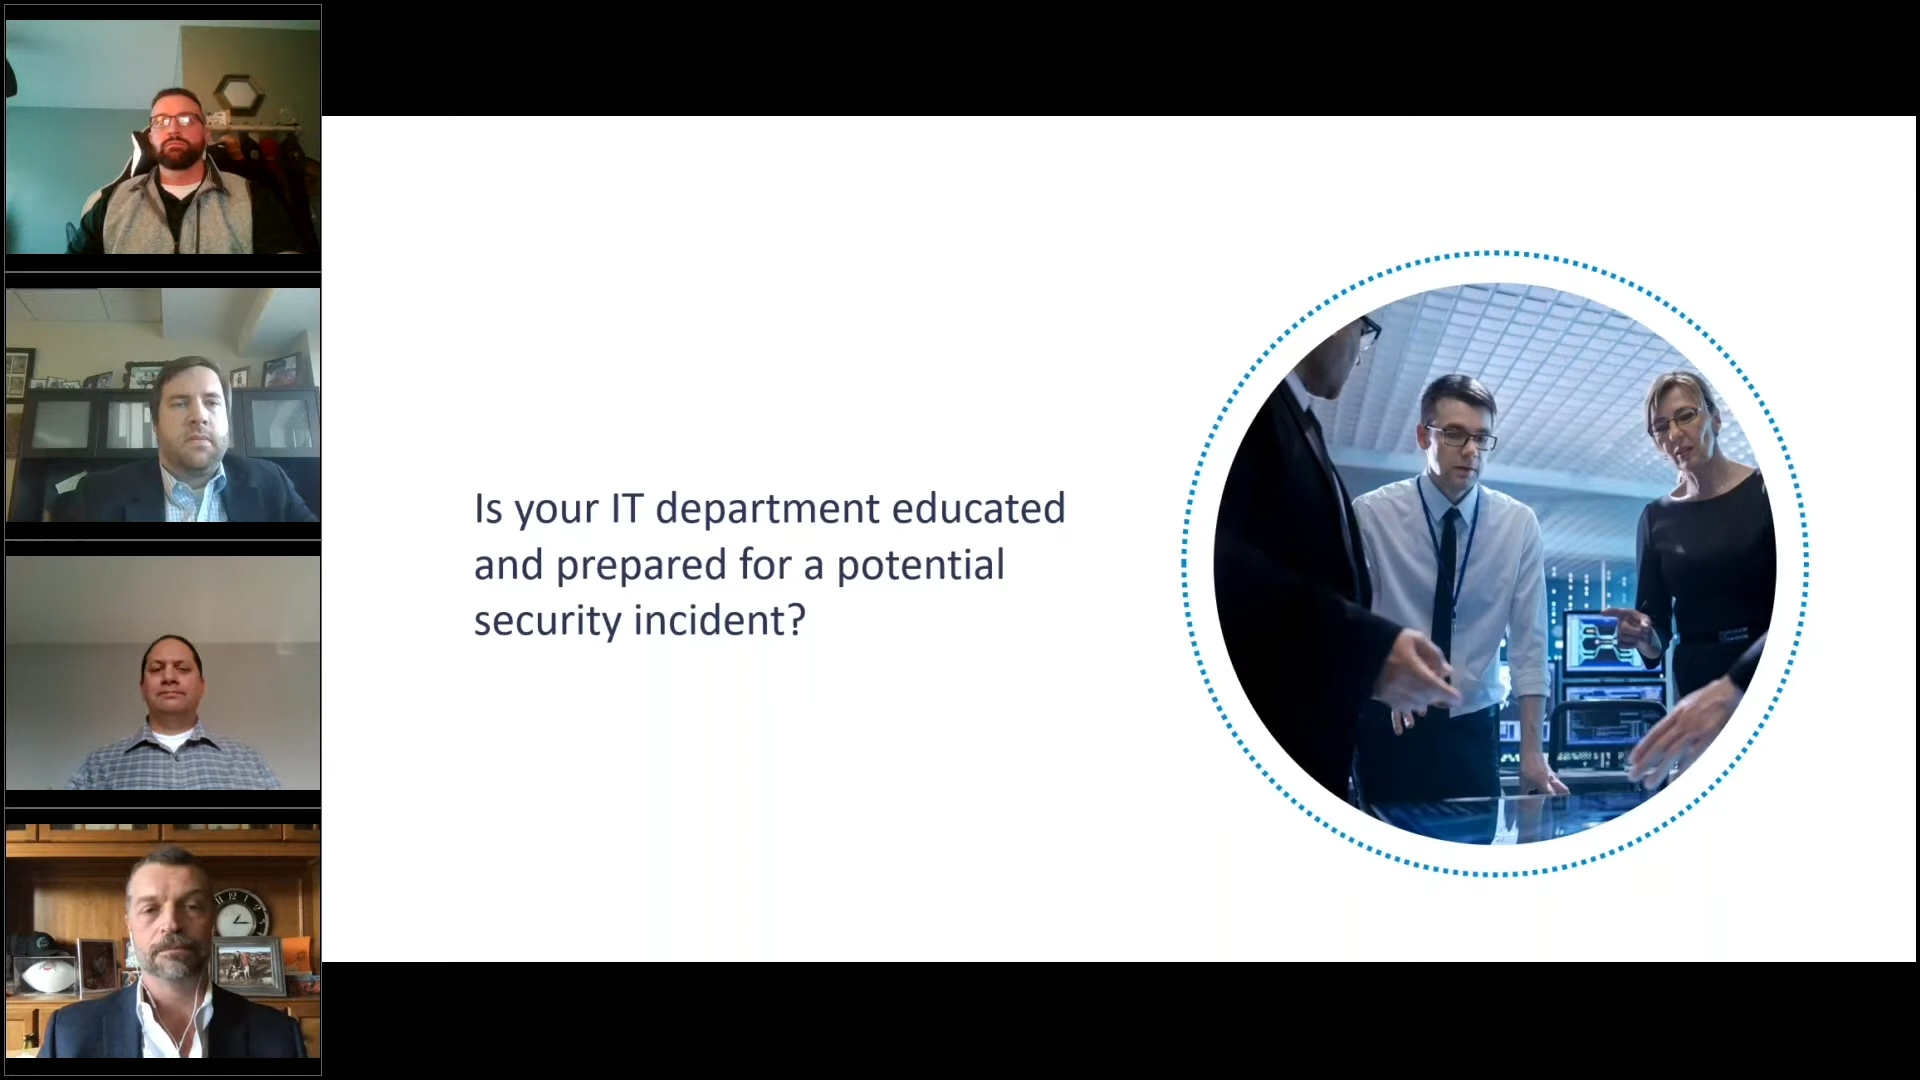 Is your IT department educated
and prepared for a potential
security incident?